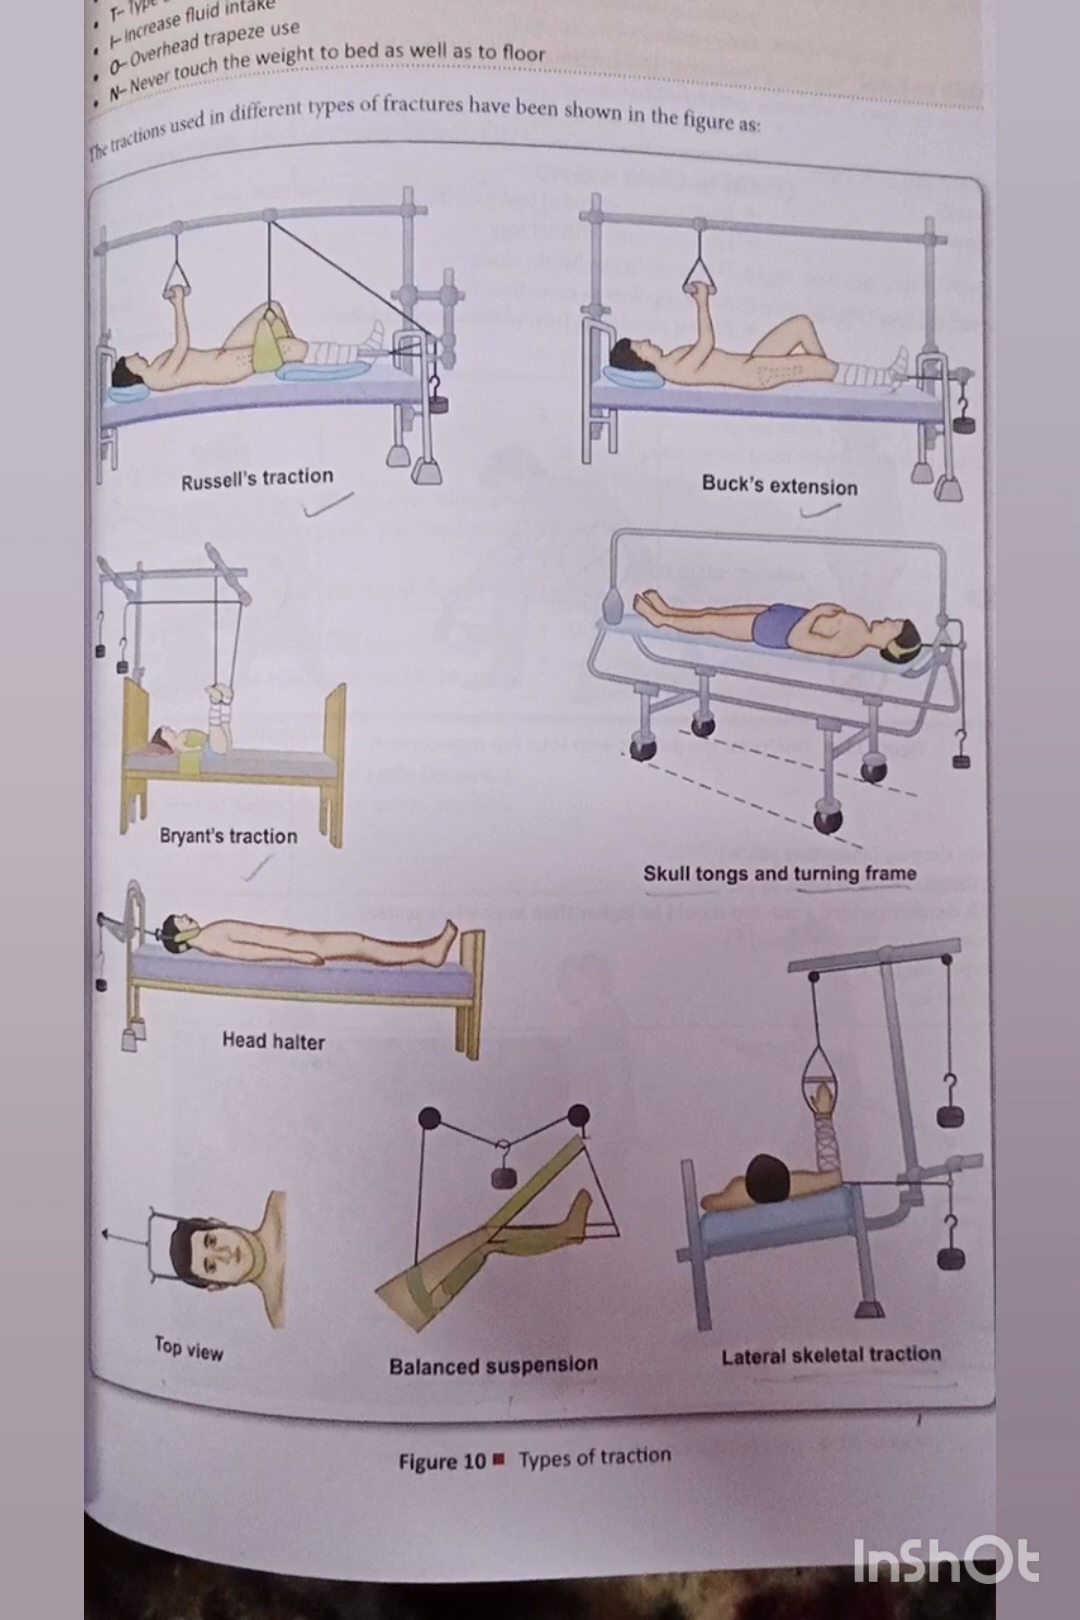 • T– Type
• I– Increase fluid intake
• O– Overhead trapeze use
• N– Never touch the weight to bed as well as to floor
The tractions used in different types of fractures have been shown in the figure as:
Russell's traction
Buck's extension
Bryant's traction
Skull tongs and turning frame
Head halter
Top view
Balanced suspension
Lateral skeletal traction
Figure 10 ■ Types of traction
InShOt